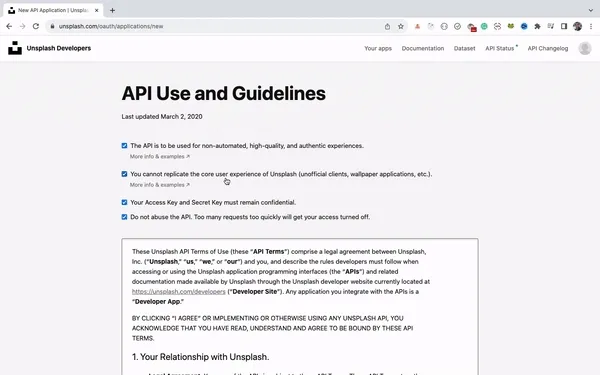 New API Application | Unspla
unsplash.com/oauth/applications/new
Unsplash Developers
Your apps
Documentation
Dataset
API Status
API Changelog
API Use and Guidelines
Last updated March 2, 2020
The API is to be used for non-automated, high-quality, and authentic experiences.
More info & examples ↗
You cannot replicate the core user experience of Unsplash (unofficial clients, wallpaper applications, etc.).
More info & examples ↗
Your Access Key and Secret Key must remain confidential.
Do not abuse the API. Too many requests too quickly will get your access turned off.
These Unsplash API Terms of Use (these “API Terms”) comprise a legal agreement between Unsplash,
Inc. (“Unsplash,” “us,” “we,” or “our”) and you, and describe the rules developers must follow when
accessing or using the Unsplash application programming interfaces (the “APIs”) and related
documentation made available by Unsplash through the Unsplash developer website currently located at
https://unsplash.com/developers (“Developer Site”). Any application you integrate with the APIs is a
“Developer App.”
BY CLICKING “I AGREE” OR IMPLEMENTING OR OTHERWISE USING ANY UNSPLASH API, YOU
ACKNOWLEDGE THAT YOU HAVE READ, UNDERSTAND AND AGREE TO BE BOUND BY THESE API
TERMS.
1. Your Relationship with Unsplash.